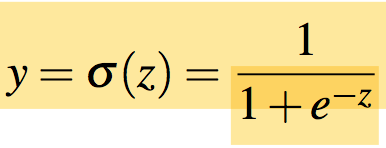 y = σ(z) = 1 / (1 + e^{−z})